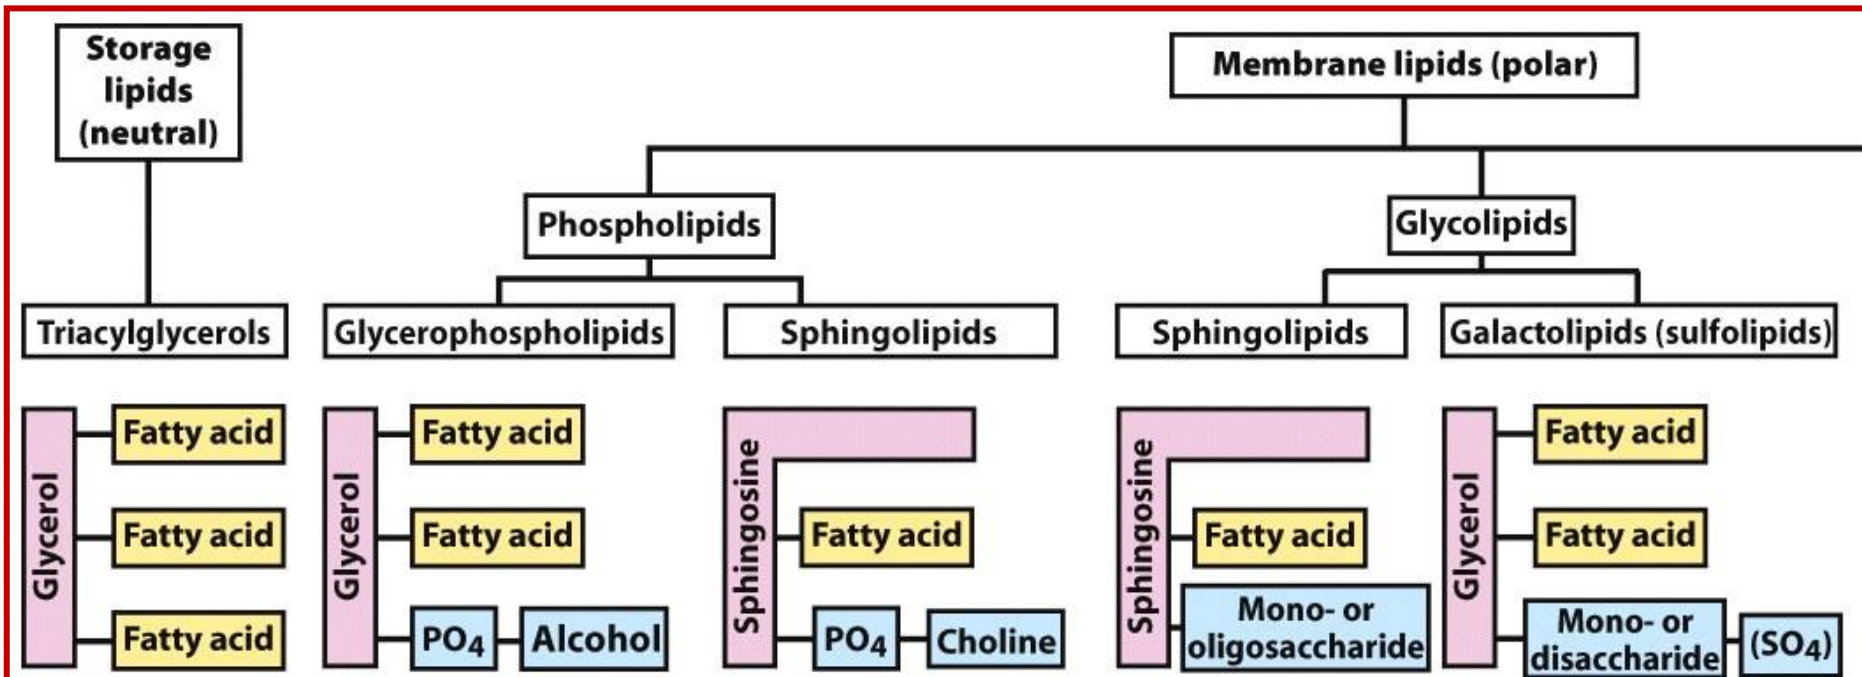 Storage
lipids
(neutral)
Membrane lipids (polar)
Phospholipids
Glycolipids
Triacylglycerols
Glycerophospholipids
Sphingolipids
Sphingolipids
Galactolipids (sulfolipids)
Glycerol
Fatty acid
Fatty acid
Fatty acid
Glycerol
Fatty acid
Fatty acid
PO4
Alcohol
Sphingosine
Fatty acid
PO4
Choline
Sphingosine
Fatty acid
Mono- or
oligosaccharide
Glycerol
Fatty acid
Fatty acid
Mono- or
disaccharide
(SO4)